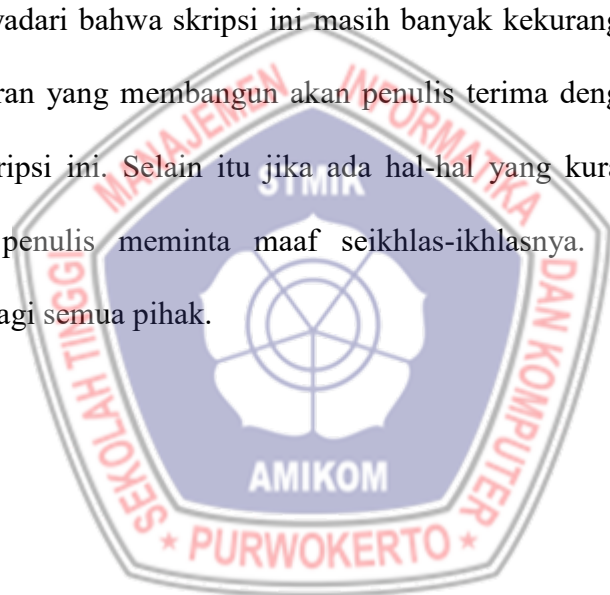 yadari bahwa skripsi ini masih banyak kekurang
ran yang membangun akan penulis terima deng
ripsi ini. Selain itu jika ada hal-hal yang kura
penulis meminta maaf seikhlas-ikhlasnya.
agi semua pihak.
SEKOLAH TINGGI MANAJEMEN INFORMATIKA DAN KOMPUTER
STMIK
AMIKOM
* PURWOKERTO *